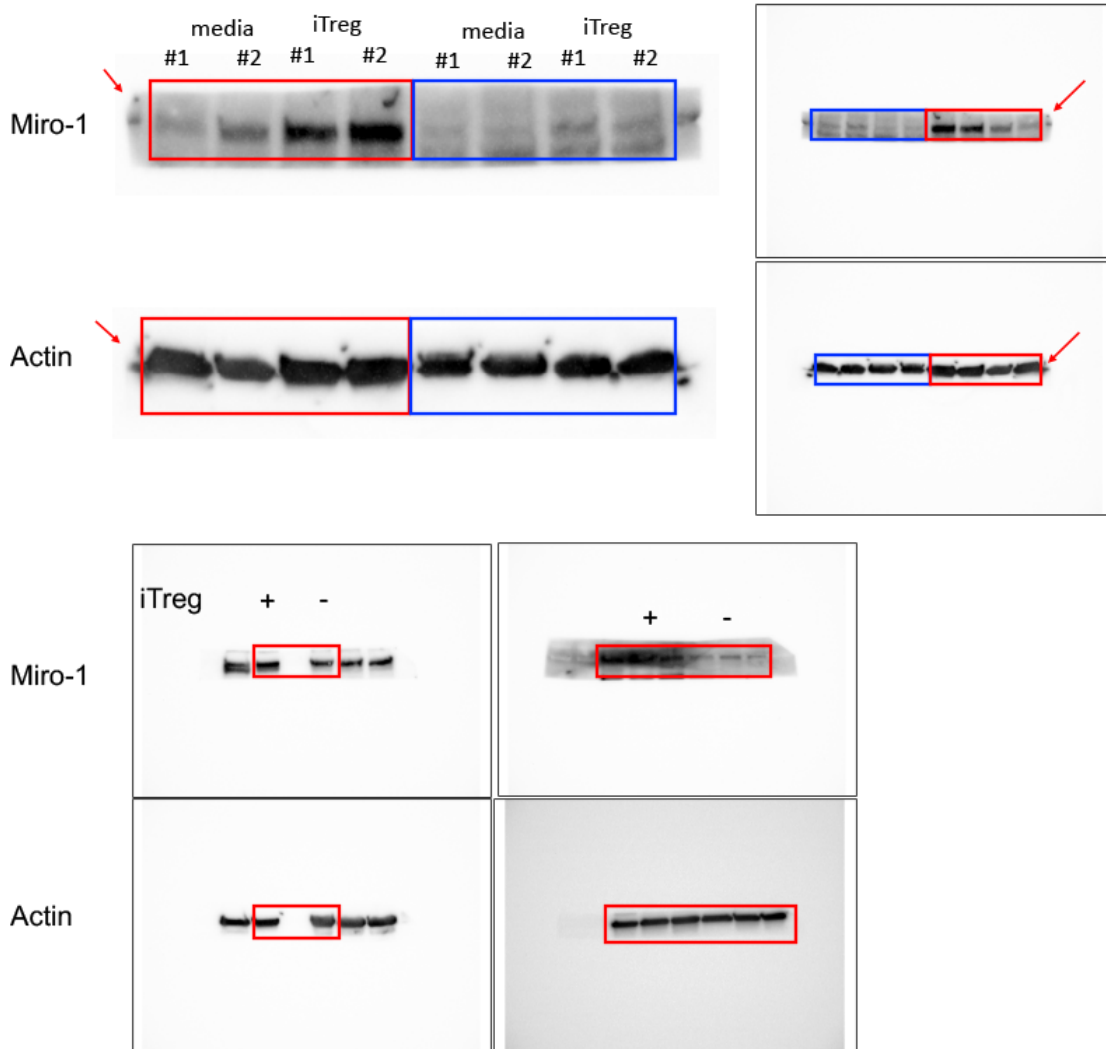 media iTreg media iTreg
#1 #2 #1 #2 #1 #2 #1 #2
Miro-1
Actin
iTreg + -
+ -
Miro-1
Actin